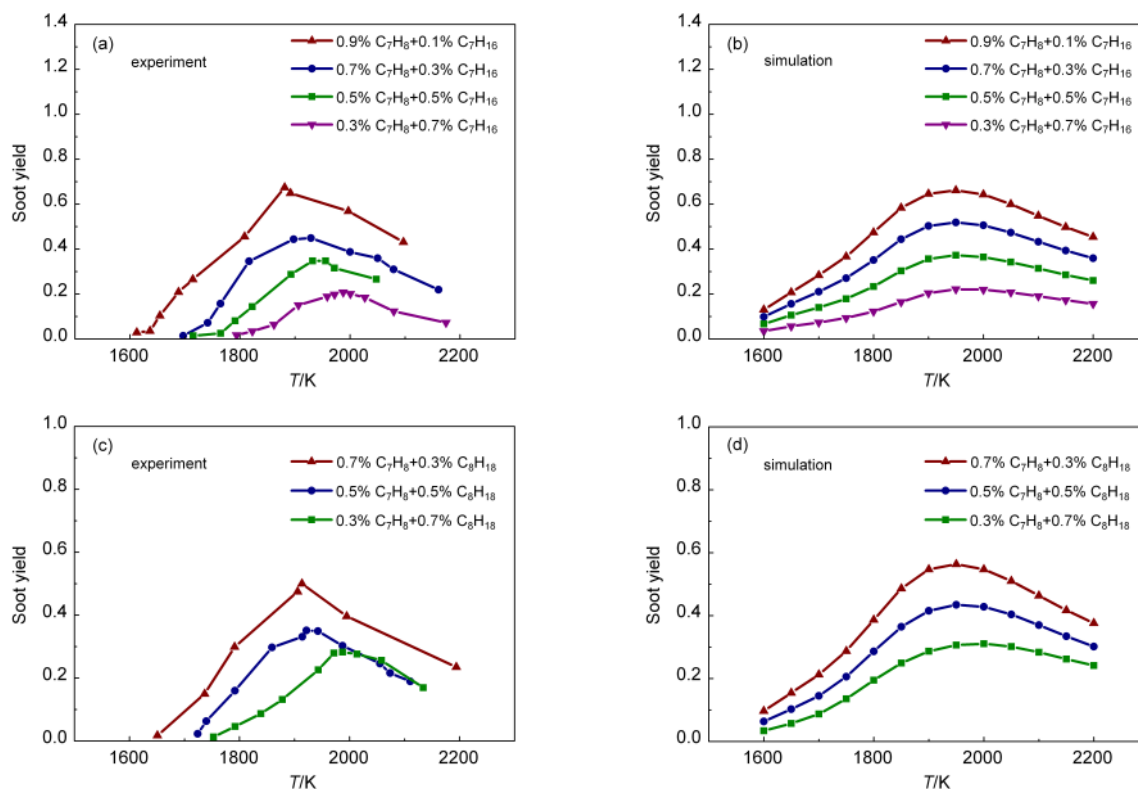 (a)
experiment
0.9% C₇H₈+0.1% C₇H₁₆
0.7% C₇H₈+0.3% C₇H₁₆
0.5% C₇H₈+0.5% C₇H₁₆
0.3% C₇H₈+0.7% C₇H₁₆
Soot yield
1.4
1.2
1.0
0.8
0.6
0.4
0.2
0.0
1600 1800 2000 2200
T/K
(b)
simulation
0.9% C₇H₈+0.1% C₇H₁₆
0.7% C₇H₈+0.3% C₇H₁₆
0.5% C₇H₈+0.5% C₇H₁₆
0.3% C₇H₈+0.7% C₇H₁₆
Soot yield
1.4
1.2
1.0
0.8
0.6
0.4
0.2
0.0
1600 1800 2000 2200
T/K
(c)
experiment
0.7% C₇H₈+0.3% C₈H₁₈
0.5% C₇H₈+0.5% C₈H₁₈
0.3% C₇H₈+0.7% C₈H₁₈
Soot yield
1.0
0.8
0.6
0.4
0.2
0.0
1600 1800 2000 2200
T/K
(d)
simulation
0.7% C₇H₈+0.3% C₈H₁₈
0.5% C₇H₈+0.5% C₈H₁₈
0.3% C₇H₈+0.7% C₈H₁₈
Soot yield
1.0
0.8
0.6
0.4
0.2
0.0
1600 1800 2000 2200
T/K